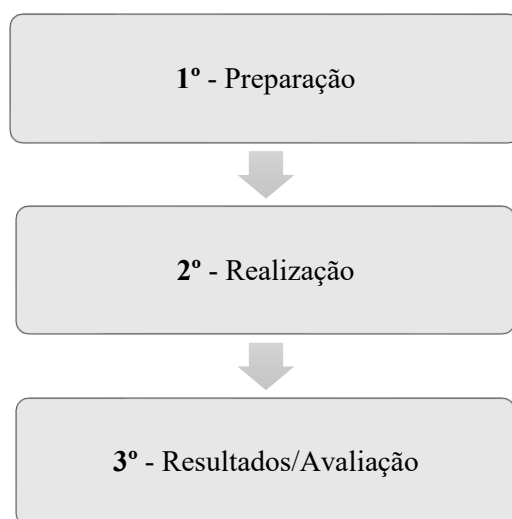 1º - Preparação
2º - Realização
3º - Resultados/Avaliação